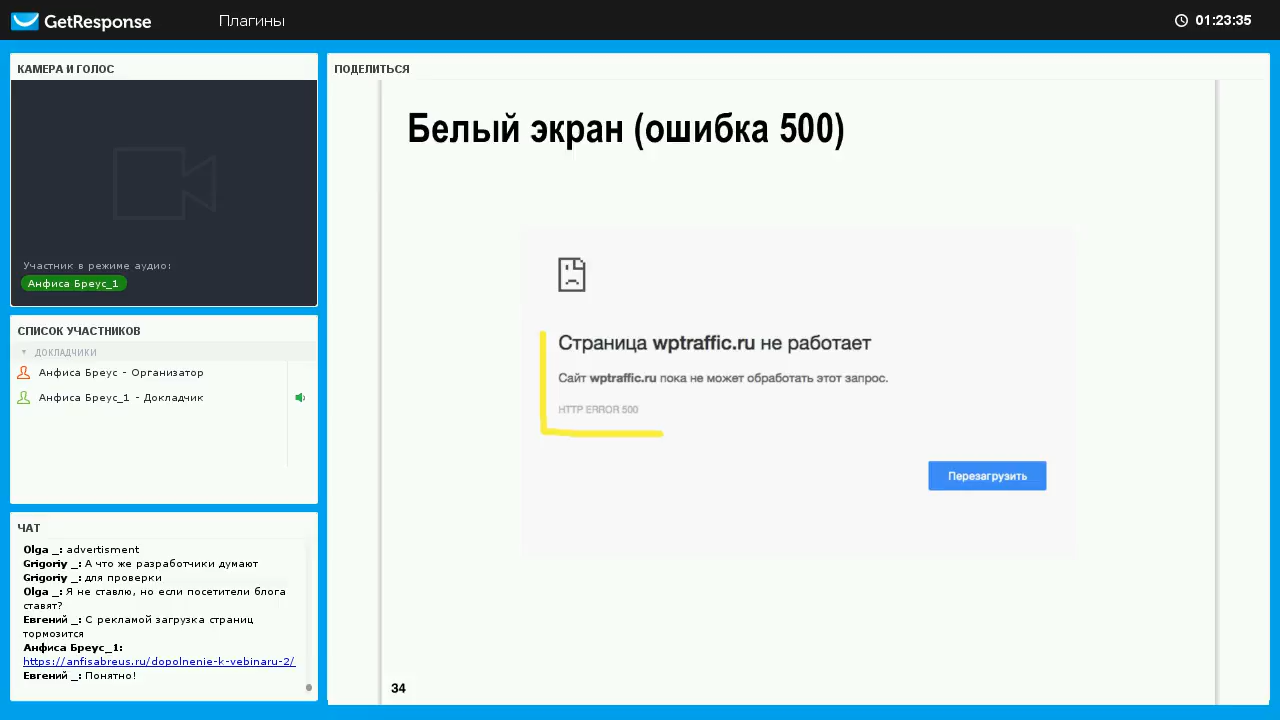 GetResponse
Плагины
01:23:35
КАМЕРА И ГОЛОС
Участник в режиме аудио:
Анфиса Бреус_1
СПИСОК УЧАСТНИКОВ
ДОКЛАДЧИКИ
Анфиса Бреус - Организатор
Анфиса Бреус_1 - Докладчик
ЧАТ
Olga _: advertisment
Grigoriy _: А что же разработчики думают
Grigoriy _: для проверки
Olga _: Я не ставлю, но если посетители блога
ставят?
Евгений _: С рекламой загрузка страниц
тормозится
Анфиса Бреус_1:
https://anfisabreus.ru/dopolnenie-k-vebinaru-2/
Евгений _: Понятно!
ПОДЕЛИТЬСЯ
Белый экран (ошибка 500)
Страница wptraffic.ru не работает
Сайт wptraffic.ru пока не может обработать этот запрос.
HTTP ERROR 500
Перезагрузить
34